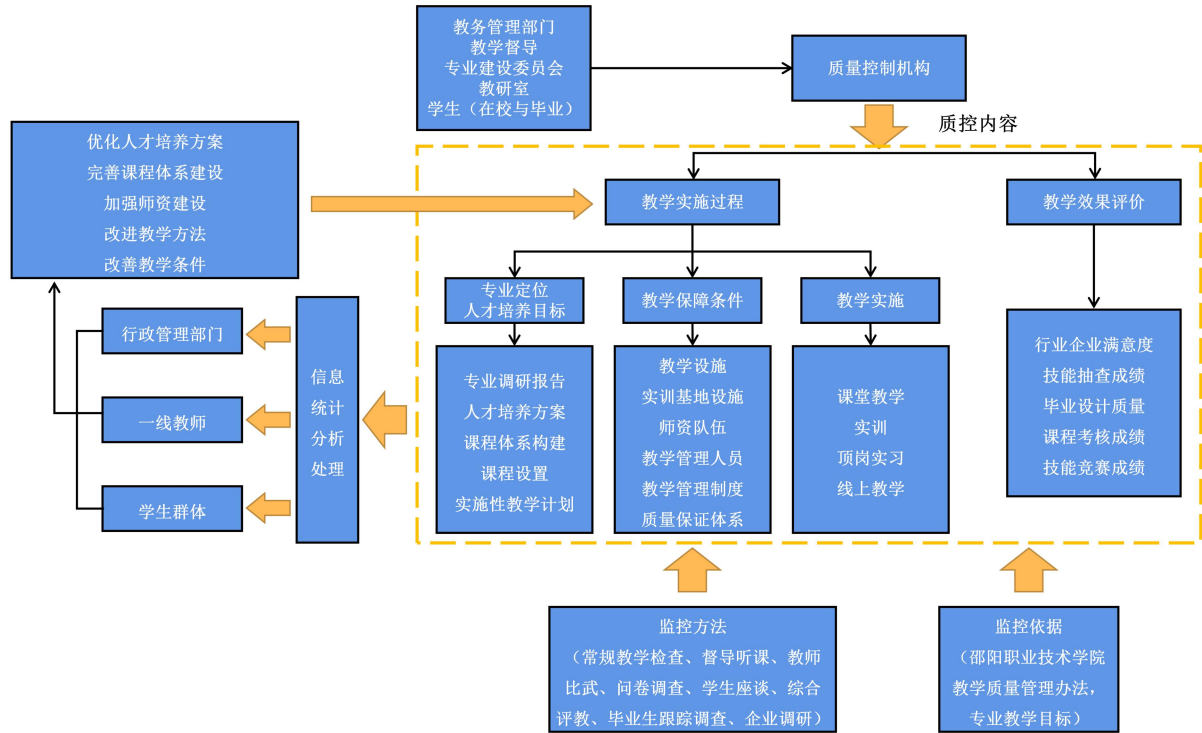 教务管理部门
教学督导
专业建设委员会
教研室
学生（在校与毕业）
质量控制机构
质控内容
优化人才培养方案
完善课程体系建设
加强师资建设
改进教学方法
改善教学条件
教学实施过程
教学效果评价
专业定位
人才培养目标
教学保障条件
教学实施
行政管理部门
一线教师
学生群体
信息
统计
分析
处理
专业调研报告
人才培养方案
课程体系构建
课程设置
实施性教学计划
教学设施
实训基地设施
师资队伍
教学管理人员
教学管理制度
质量保证体系
课堂教学
实训
顶岗实习
线上教学
行业企业满意度
技能抽查成绩
毕业设计质量
课程考核成绩
技能竞赛成绩
监控方法
（常规教学检查、督导听课、教师
比武、问卷调查、学生座谈、综合
评教、毕业生跟踪调查、企业调研）
监控依据
（邵阳职业技术学院
教学质量管理办法，
专业教学目标）